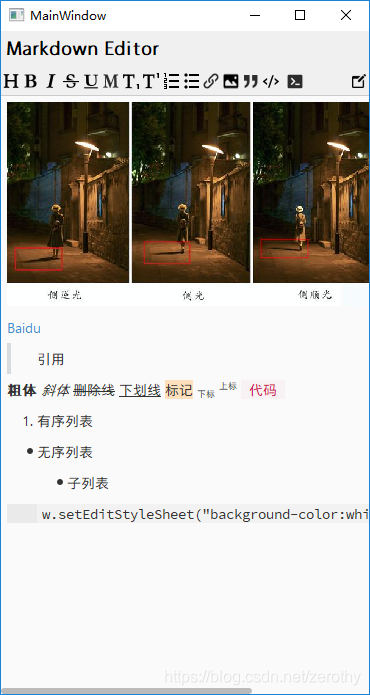 MainWindow
Markdown Editor
H B I S U M T↓ T↑ </>
侧逆光 侧光 侧顺光
Baidu
引用
粗体 斜体 删除线 下划线 标记 下标 上标 代码
1. 有序列表
• 无序列表
• 子列表
w.setEditStyleSheet("background-color:whi
https://blog.csdn.net/zerothy